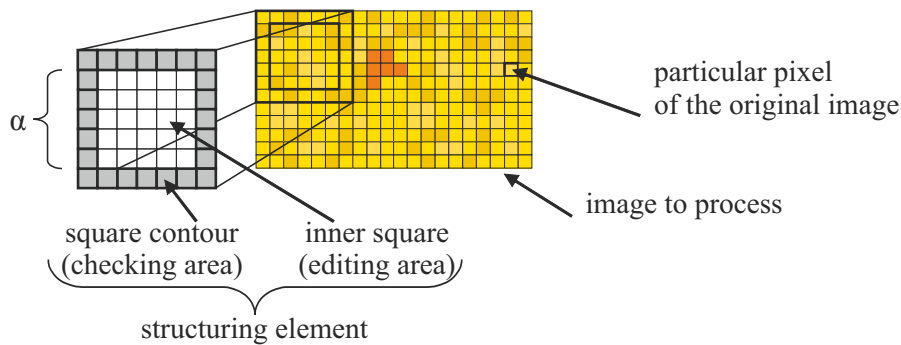 α
particular pixel
of the original image
image to process
square contour
(checking area)
inner square
(editing area)
structuring element